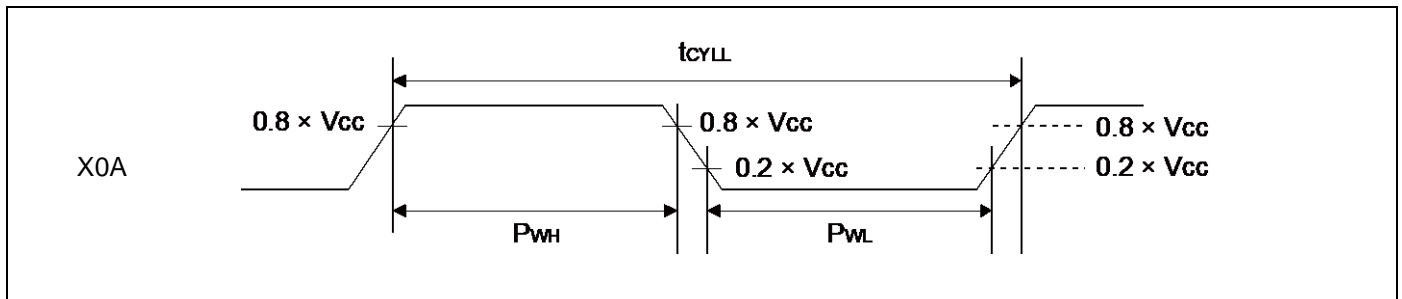 tCYLL
0.8 × Vcc
0.8 × Vcc
0.8 × Vcc
X0A
0.2 × Vcc
0.2 × Vcc
PWH
PWL